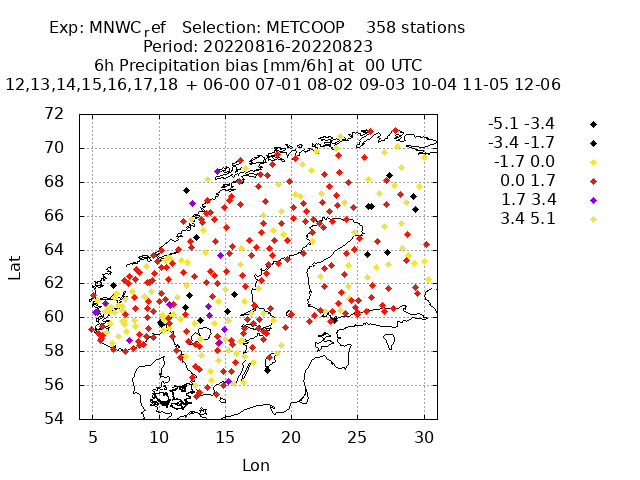 Exp: MNWCref Selection: METCOOP 358 stations
Period: 20220816-20220823
6h Precipitation bias [mm/6h] at 00 UTC
12,13,14,15,16,17,18 + 06-00 07-01 08-02 09-03 10-04 11-05 12-06
72
70
68
66
64
62
60
58
56
54
Lat
5 10 15 20 25 30
Lon
-5.1 -3.4
-3.4 -1.7
-1.7 0.0
0.0 1.7
1.7 3.4
3.4 5.1